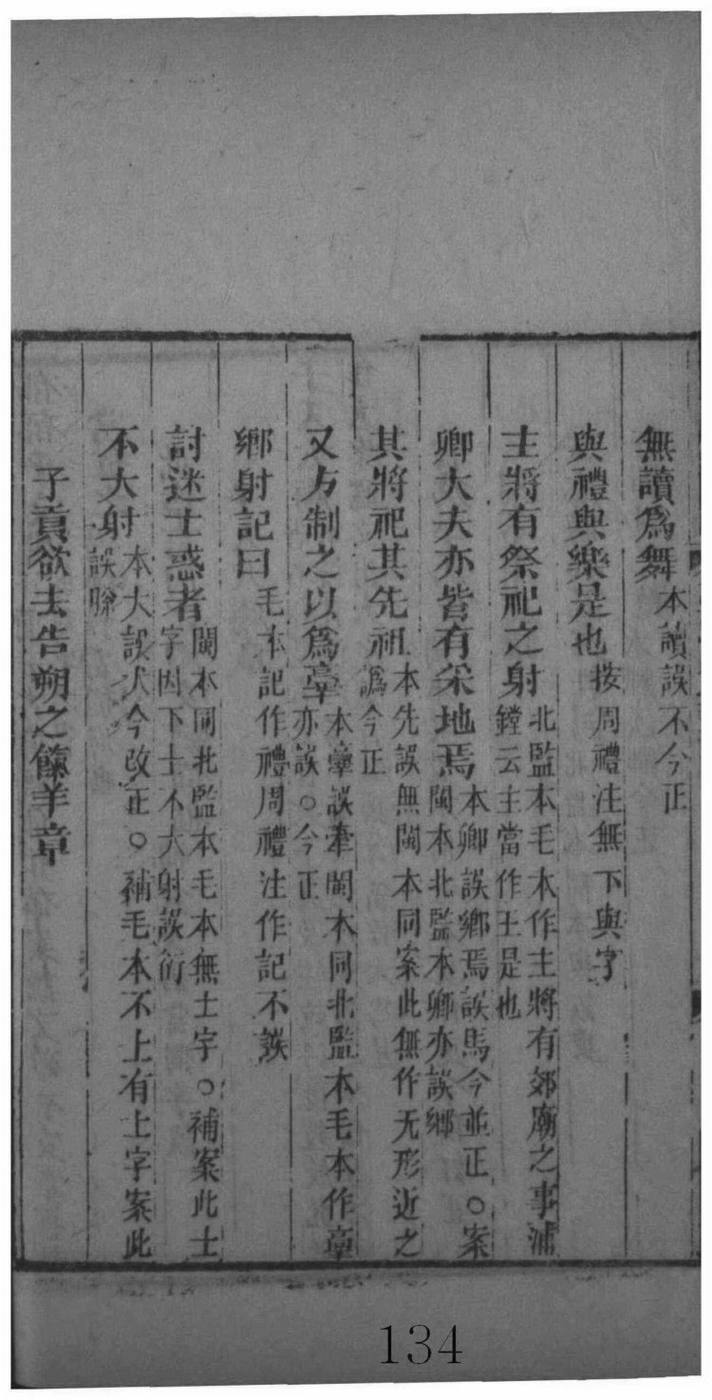 無讀爲舞本讀誤不今正
與禮與樂是也按周禮注無下與字
主將有祭祀之射北監本毛本作主將有郊廟之事浦鏜云主當作王是也
卿大夫亦皆有采地焉本卿誤鄉焉誤馬今並正○案閩本北監本卿亦誤鄉
其將祀其先祖本先誤無閩本同案此無作无形近之譌今正
又方制之以爲辜本辜誤牽閩本同北監本毛本作章亦誤○今正
鄉射記曰毛本記作禮周禮注作記不誤
討迷士惑者閩本同北監本毛本無士字○補案此士字因下士不大射誤衍
不大射本大誤犬今改正○補毛本不上有士字案此誤脫
子貢欲去告朔之餼羊章
134